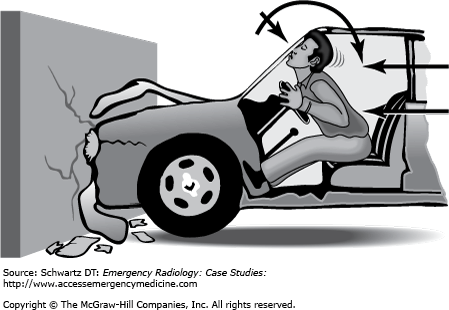 Source: Schwartz DT: Emergency Radiology: Case Studies:
http://www.accessemergencymedicine.com
Copyright © The McGraw-Hill Companies, Inc. All rights reserved.